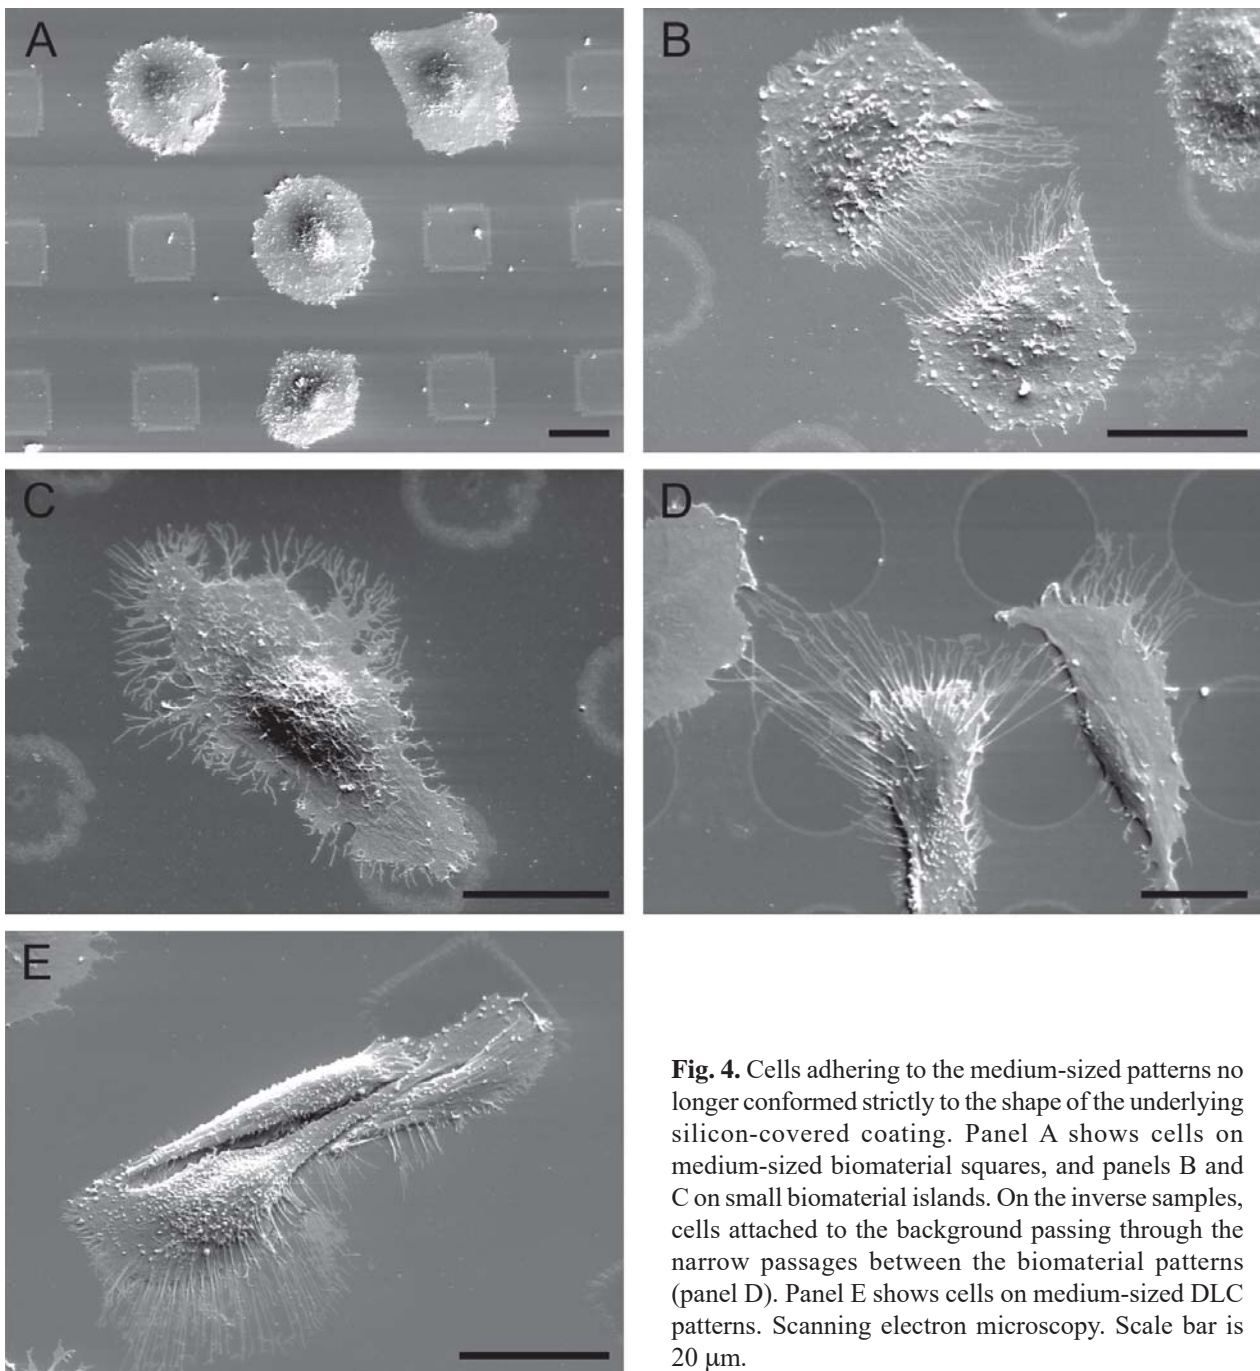 A
B
C
D
E
Fig. 4. Cells adhering to the medium-sized patterns no
longer conformed strictly to the shape of the underlying
silicon-covered coating. Panel A shows cells on
medium-sized biomaterial squares, and panels B and
C on small biomaterial islands. On the inverse samples,
cells attached to the background passing through the
narrow passages between the biomaterial patterns
(panel D). Panel E shows cells on medium-sized DLC
patterns. Scanning electron microscopy. Scale bar is
20 μm.